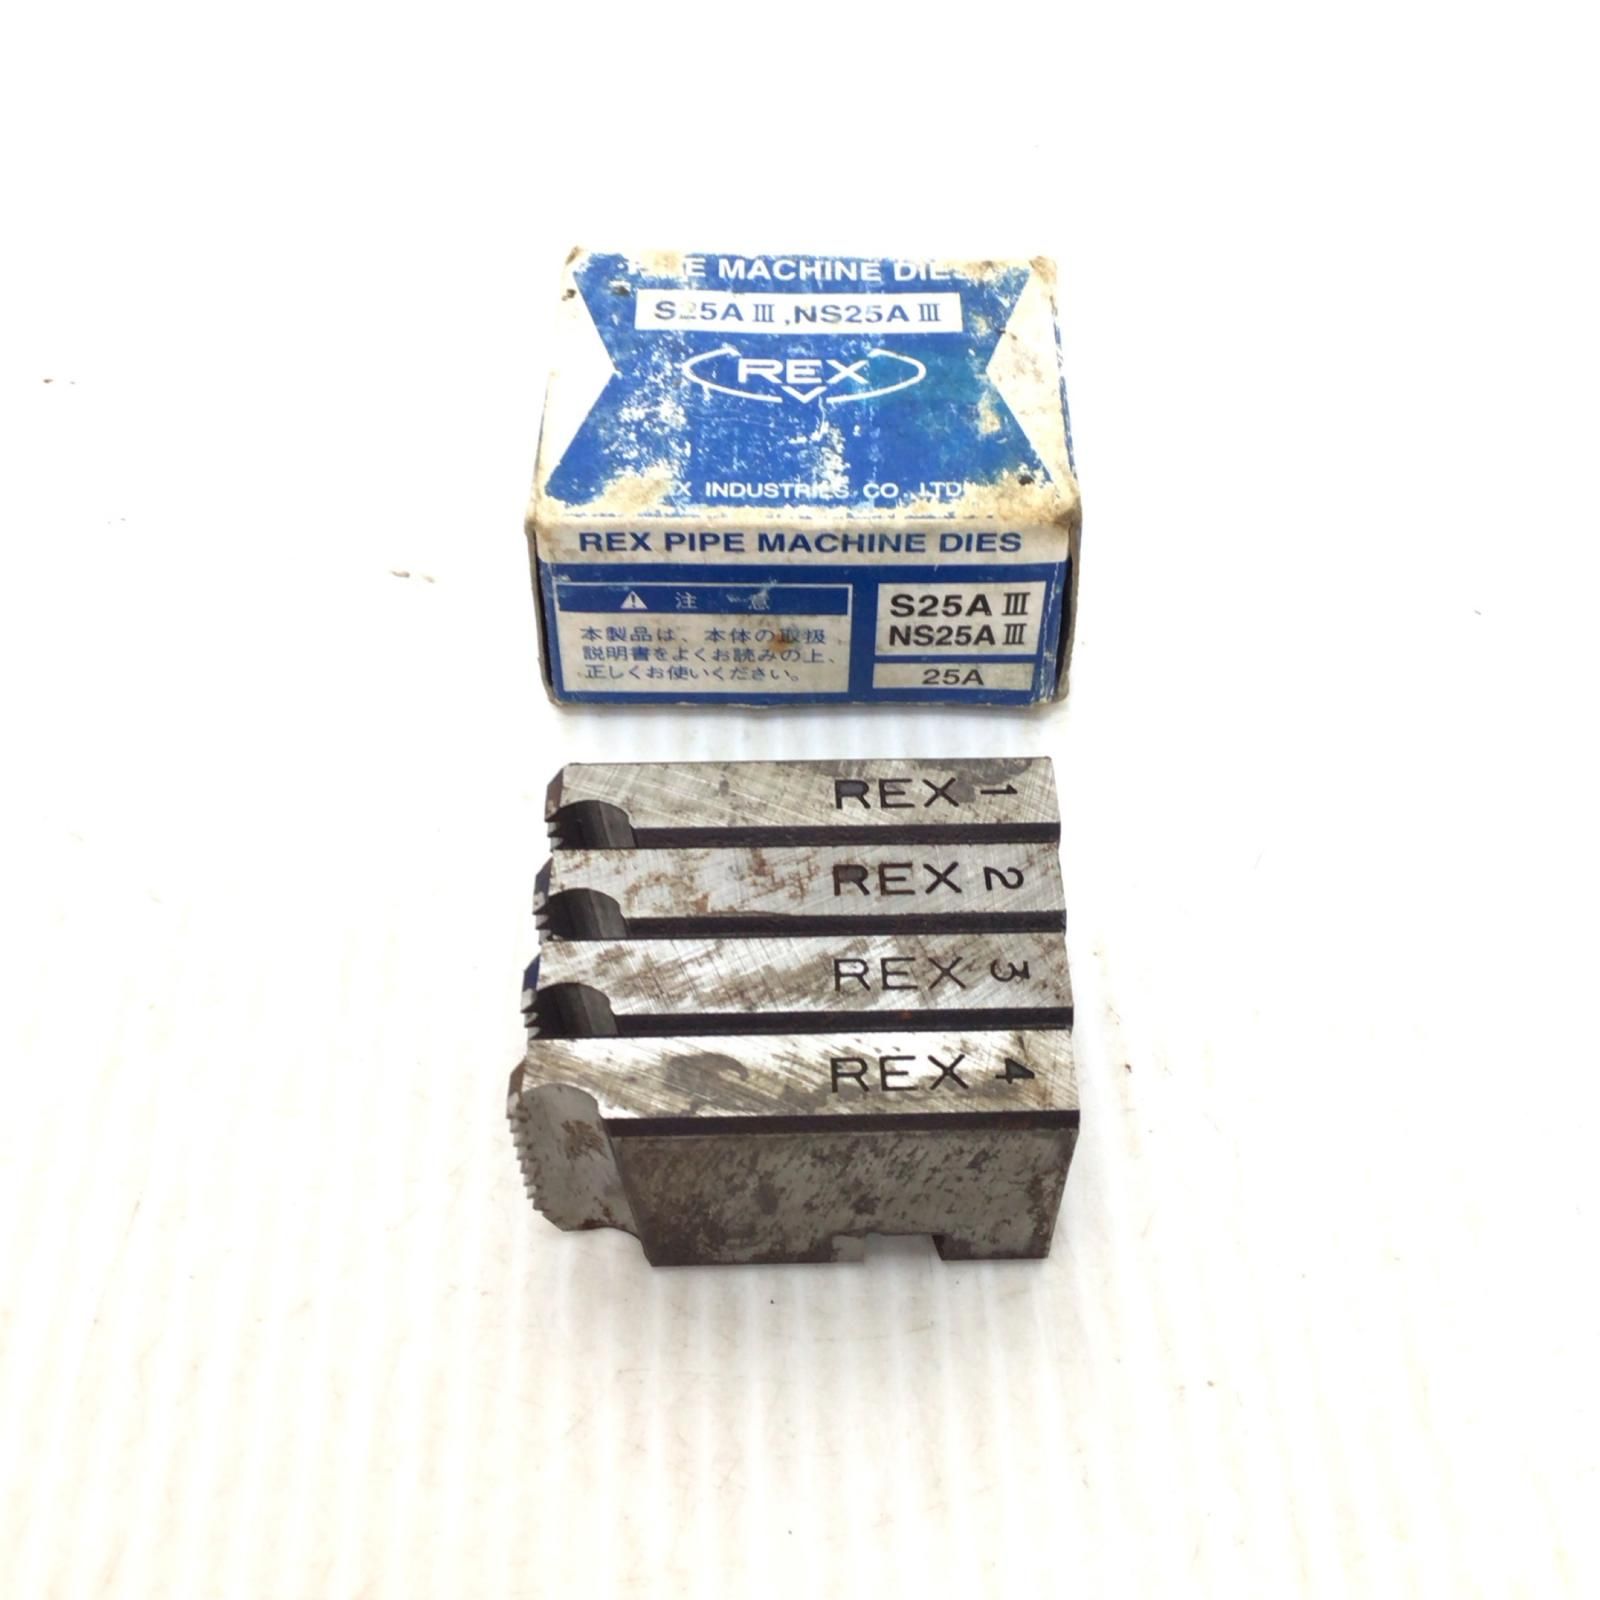 MACHINE
S25A III, NS25A III
REX
INDUSTRIES CO., LTD.
REX PIPE MACHINE DIES
注 意
本製品は、本体の取扱
説明書をよくお読みの上、
正しくお使いください。
S25A III
NS25A III
25A
REX 1
REX 2
REX 3
REX 4